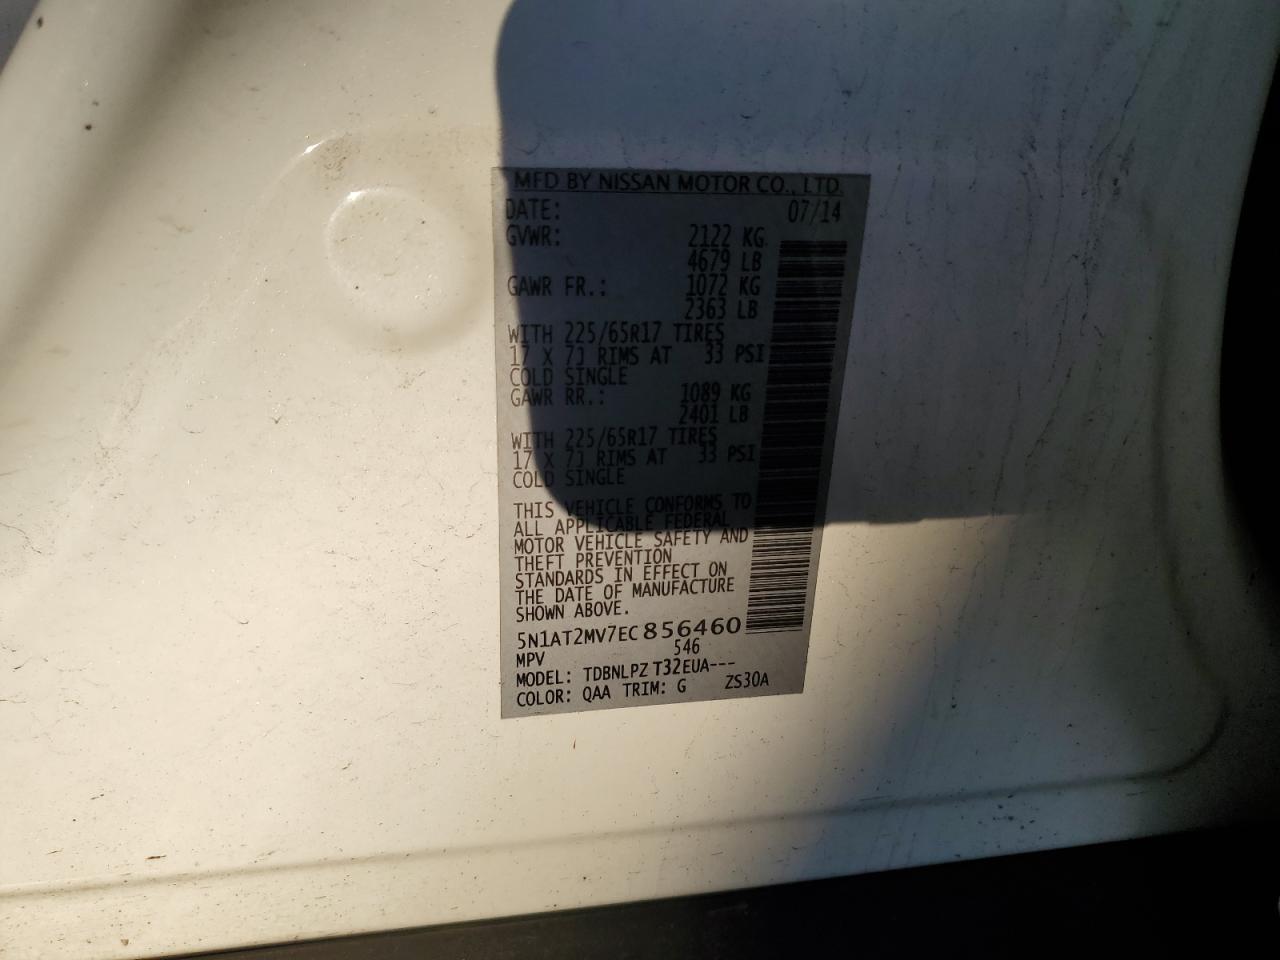 MFD BY NISSAN MOTOR CO., LTD.
DATE: 07/14
GVWR: 2122 KG
4679 LB
GAWR FR.: 1072 KG
2363 LB
WITH 225/65R17 TIRES
17 X 7J RIMS AT 33 PSI
COLD SINGLE
GAWR RR.: 1089 KG
2401 LB
WITH 225/65R17 TIRES
17 X 7J RIMS AT 33 PSI
COLD SINGLE
THIS VEHICLE CONFORMS TO
ALL APPLICABLE FEDERAL
MOTOR VEHICLE SAFETY AND
THEFT PREVENTION
STANDARDS IN EFFECT ON
THE DATE OF MANUFACTURE
SHOWN ABOVE.
5N1AT2MV7EC856460
MPV 546
MODEL: TDBNLPZ T32EUA---
COLOR: QAA TRIM: G ZS30A